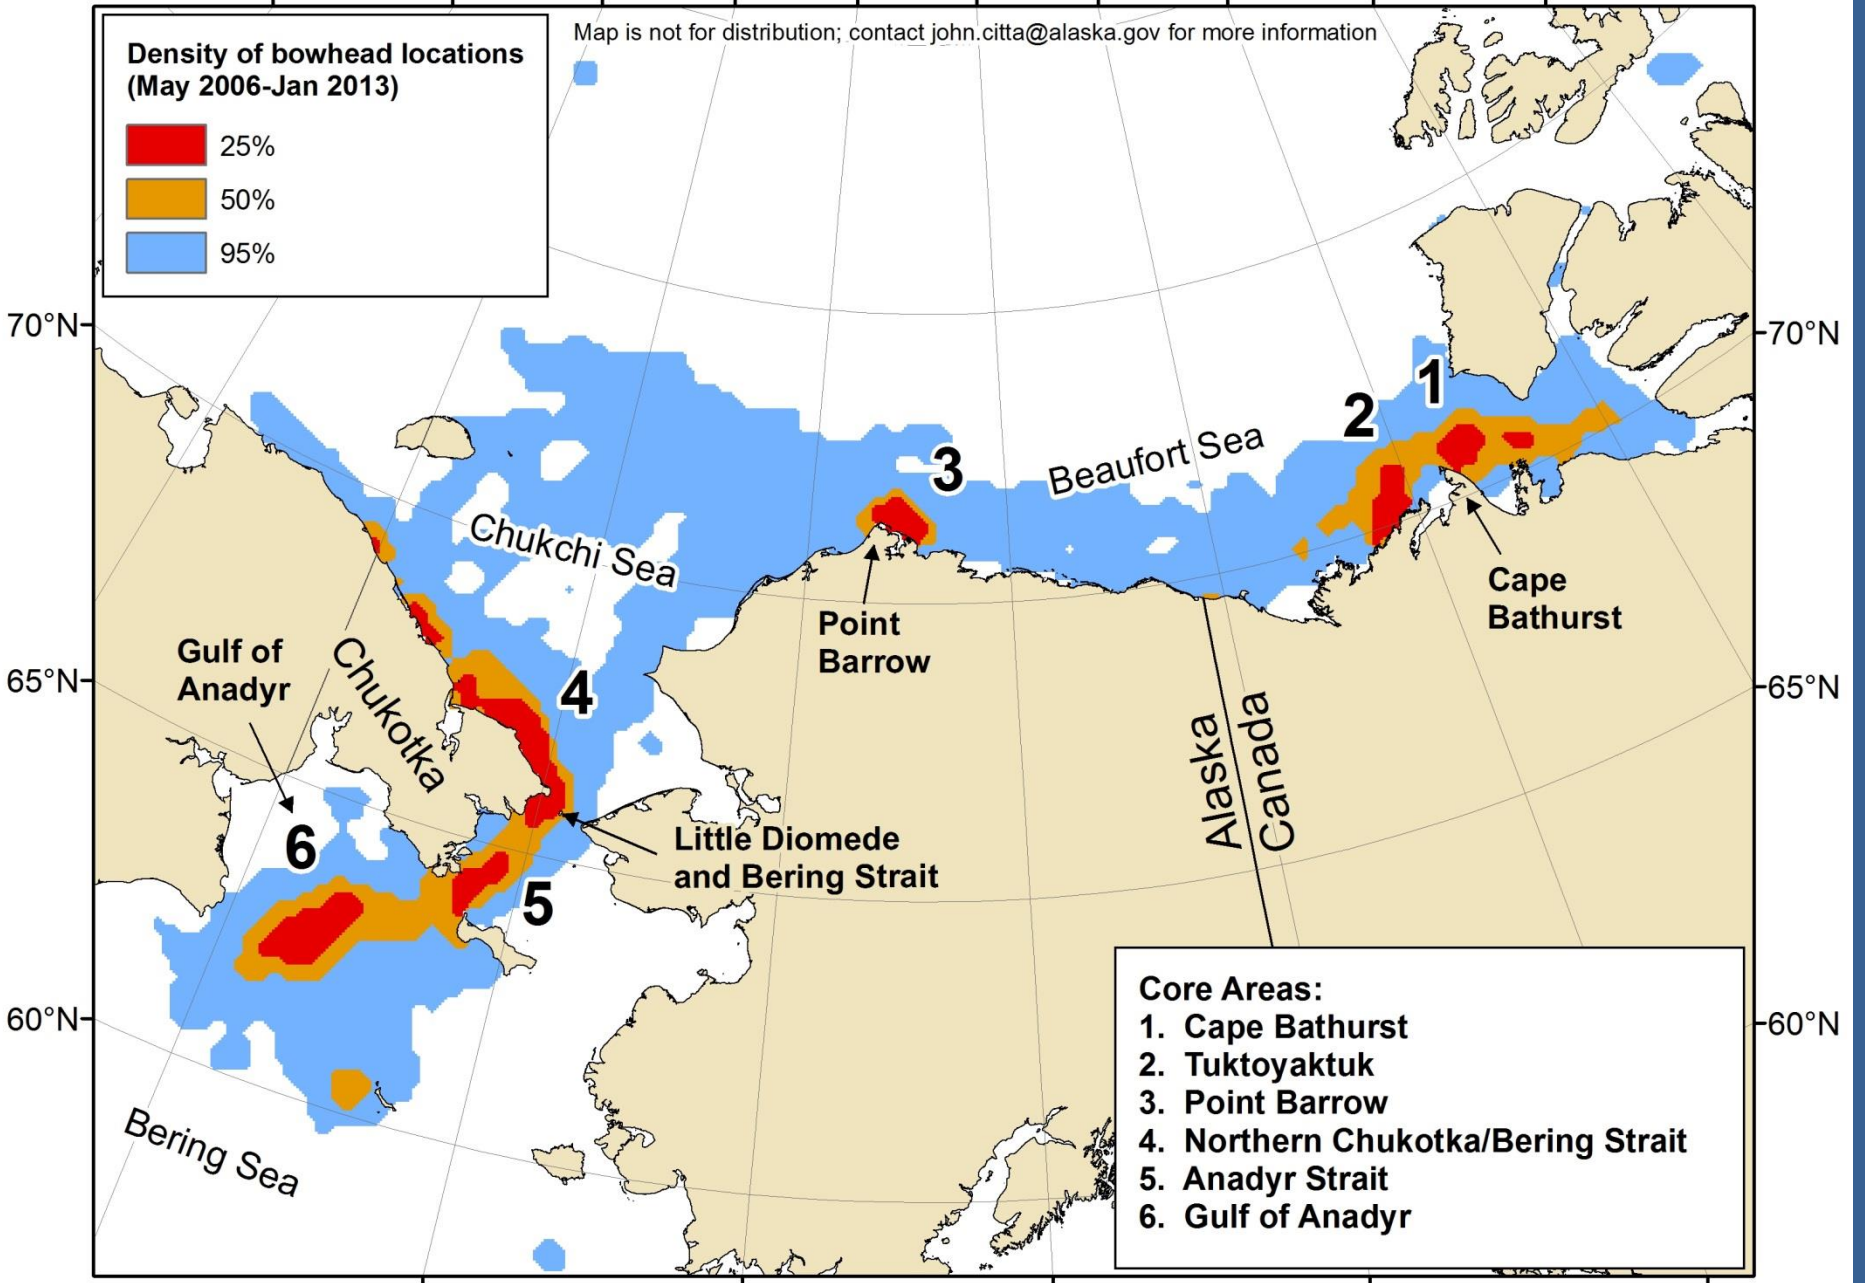 Map is not for distribution; contact john.citta@alaska.gov for more information
Density of bowhead locations
(May 2006-Jan 2013)
25%
50%
95%
70°N
70°N
1
2
3
Beaufort Sea
Chukchi Sea
Cape
Bathurst
Point
Barrow
Gulf of
Anadyr
Chukotka
65°N
65°N
4
Alaska
Canada
6
Little Diomede
and Bering Strait
5
60°N
60°N
Bering Sea
Core Areas:
1. Cape Bathurst
2. Tuktoyaktuk
3. Point Barrow
4. Northern Chukotka/Bering Strait
5. Anadyr Strait
6. Gulf of Anadyr